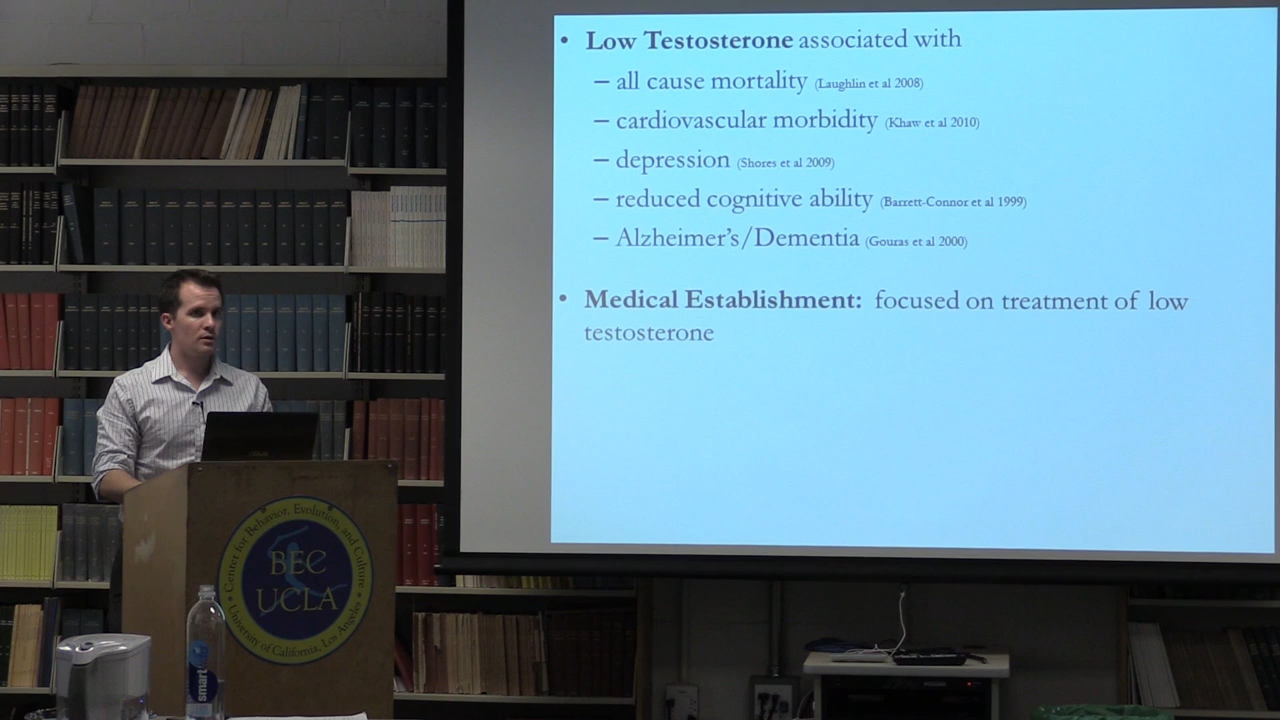 • Low Testosterone associated with
– all cause mortality (Laughlin et al 2008)
– cardiovascular morbidity (Khaw et al 2010)
– depression (Shores et al 2009)
– reduced cognitive ability (Barrett-Connor et al 1999)
– Alzheimer's/Dementia (Gouras et al 2000)
• Medical Establishment: focused on treatment of low
testosterone
Center for Behavior, Evolution, and Culture
BEC
UCLA
University of California, Los Angeles
smart